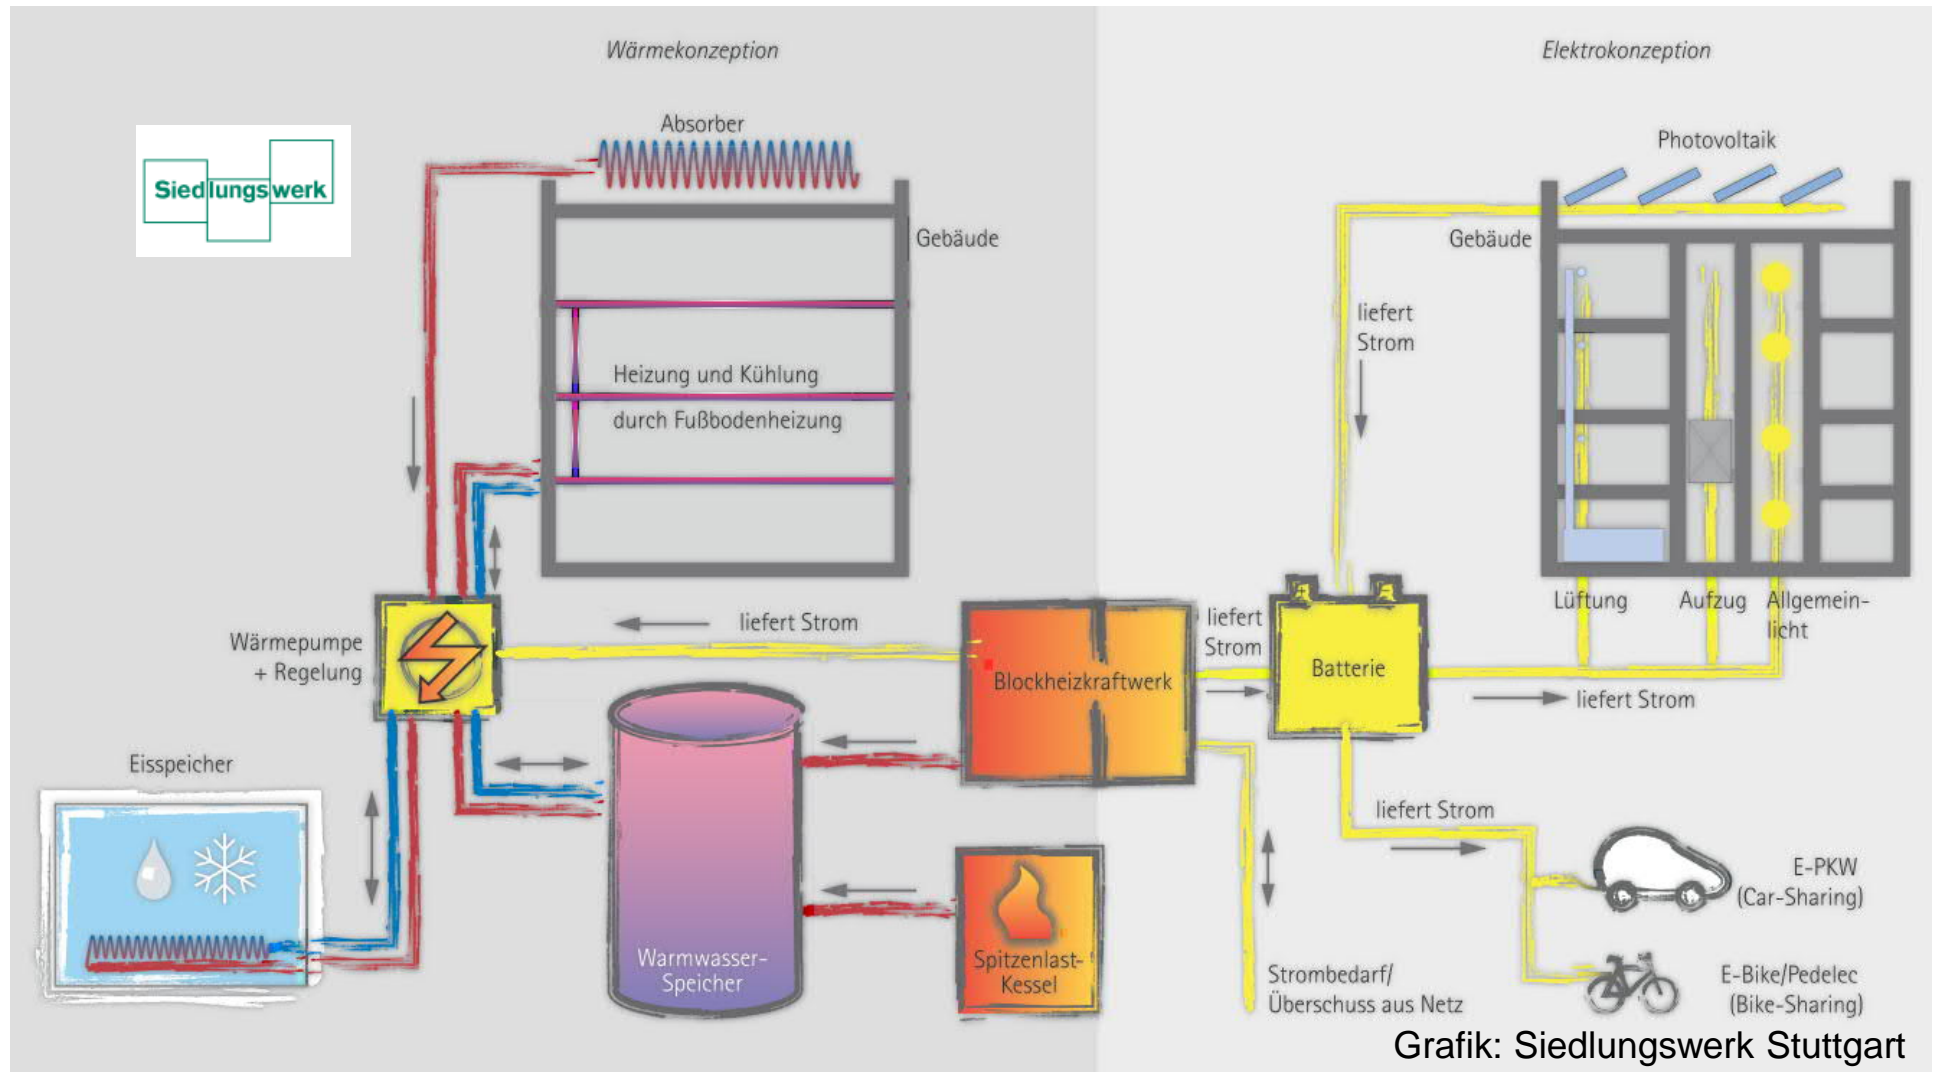 Wärmekonzeption
Elektrokonzeption
Siedlungswerk
Absorber
Photovoltaik
Gebäude
Gebäude
liefert
Strom
Heizung und Kühlung
durch Fußbodenheizung
Lüftung
Aufzug
Allgemein-
licht
Wärmepumpe
+ Regelung
liefert Strom
liefert
Strom
Blockheizkraftwerk
Batterie
liefert Strom
Eisspeicher
liefert Strom
E-PKW
(Car-Sharing)
Warmwasser-
Speicher
Spitzenlast-
Kessel
Strombedarf/
Überschuss aus Netz
E-Bike/Pedelec
(Bike-Sharing)
Grafik: Siedlungswerk Stuttgart